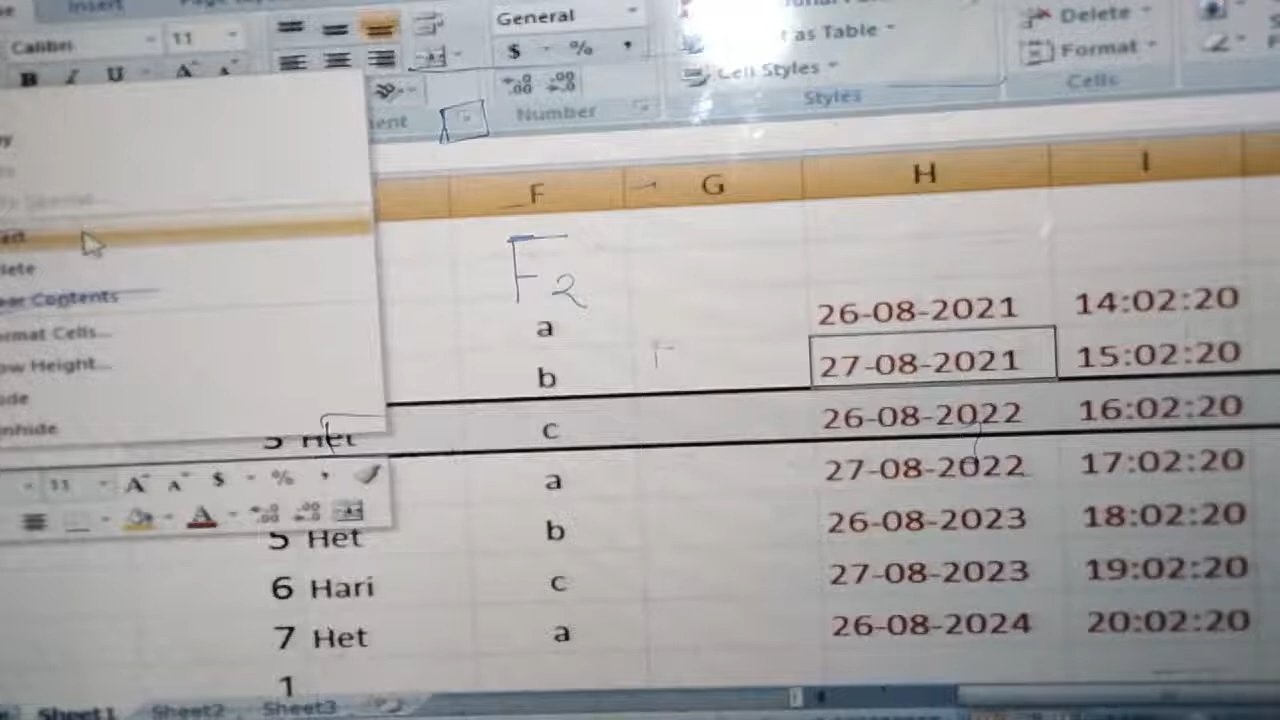 Insert
Calibri 11
General
as Table
Delete
B I U A A
$ % ,
Cell Styles
Format
Number
Styles
Cells
F G H I
F2
Contents
Format Cells...
Row Height...
a 26-08-2021 14:02:20
b 27-08-2021 15:02:20
3 Het c 26-08-2022 16:02:20
11 A A $ % ,
a 27-08-2022 17:02:20
A
5 Het b 26-08-2023 18:02:20
6 Hari c 27-08-2023 19:02:20
7 Het a 26-08-2024 20:02:20
1
Sheet1 Sheet2 Sheet3